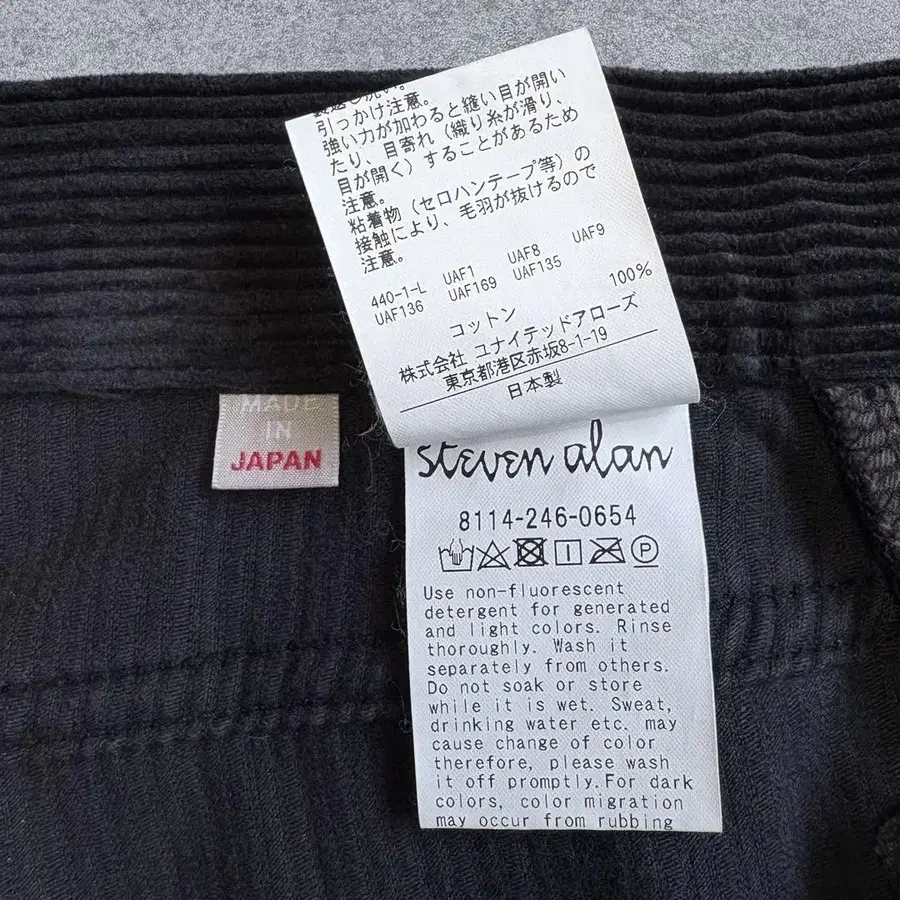 引っかけ注意。
強い力が加わると縫い目が開い
たり、目寄れ（織り糸が滑り、
目が開く）することがあるため
注意。
粘着物（セロハンテープ等）の
接触により、毛羽が抜けるので
注意。
440-1-L UAF1 UAF8 UAF9
UAF136 UAF169 UAF135
コットン 100%
株式会社 ユナイテッドアローズ
東京都港区赤坂8-1-19
日本製
MADE
IN
JAPAN
steven alan
8114-246-0654
P
Use non-fluorescent
detergent for generated
and light colors. Rinse
thoroughly. Wash it
separately from others.
Do not soak or store
while it is wet. Sweat,
drinking water etc. may
cause change of color
therefore, please wash
it off promptly.For dark
colors, color migration
may occur from rubbing